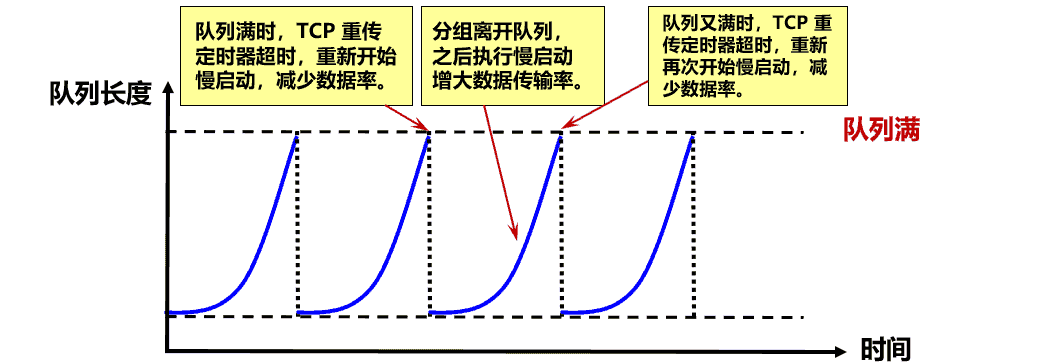 队列满时，TCP 重传
定时器超时，重新开始
慢启动，减少数据率。
分组离开队列，
之后执行慢启动
增大数据传输率。
队列又满时，TCP 重
传定时器超时，重新
再次开始慢启动，减
少数据率。
队列长度
队列满
时间